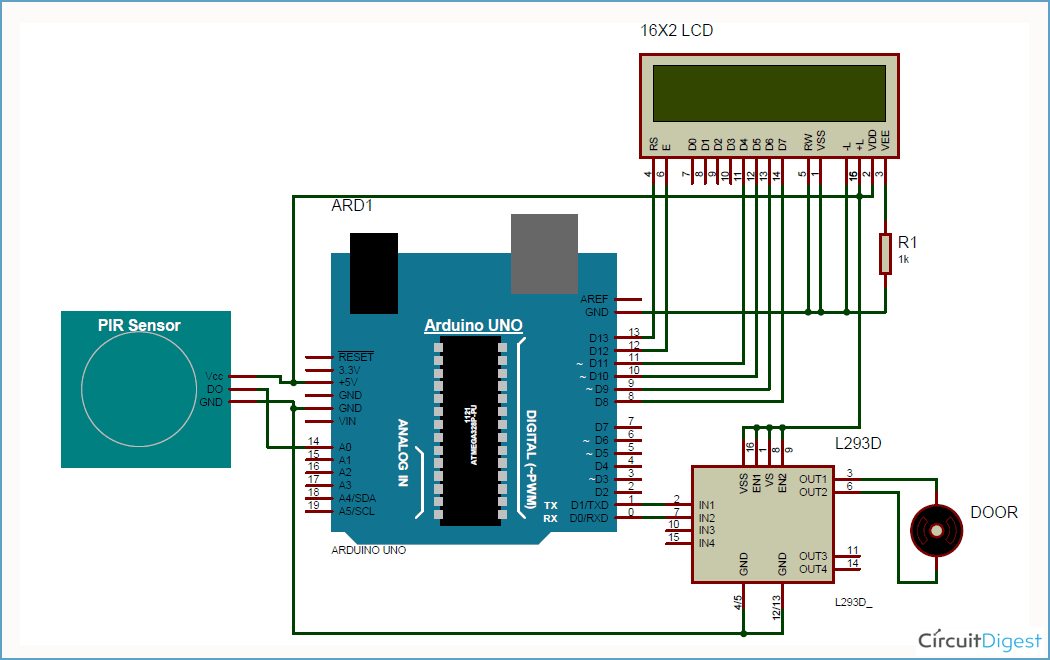 16X2 LCD
RS E D0 D1 D2 D3 D4 D5 D6 D7 RW VSS -L +L VDD VEE
4 6 7 8 9 10 11 12 13 14 5 1 15 2 3
ARD1
R1
1k
PIR Sensor
Vcc
DO
GND
Arduino UNO
RESET
3.3V
+5V
GND
GND
VIN
14 A0
15 A1
16 A2
17 A3
18 A4/SDA
19 A5/SCL
ANALOG IN
1121
ATMEGA328P-PU
DIGITAL (~PWM)
AREF
GND
D13 13
D12 12
~ D11 11
~ D10 10
~ D9 9
D8 8
D7 7
~ D6 6
~ D5 5
D4 4
~D3 3
D2 2
TX D1/TXD 1
RX D0/RXD 0
ARDUINO UNO
L293D
16 1 8 9
VSS EN1 VS EN2
2 IN1
7 IN2
10 IN3
15 IN4
OUT1 3
OUT2 6
OUT3 11
OUT4 14
GND GND
4/5 12/13
L293D_
DOOR
CircuitDigest